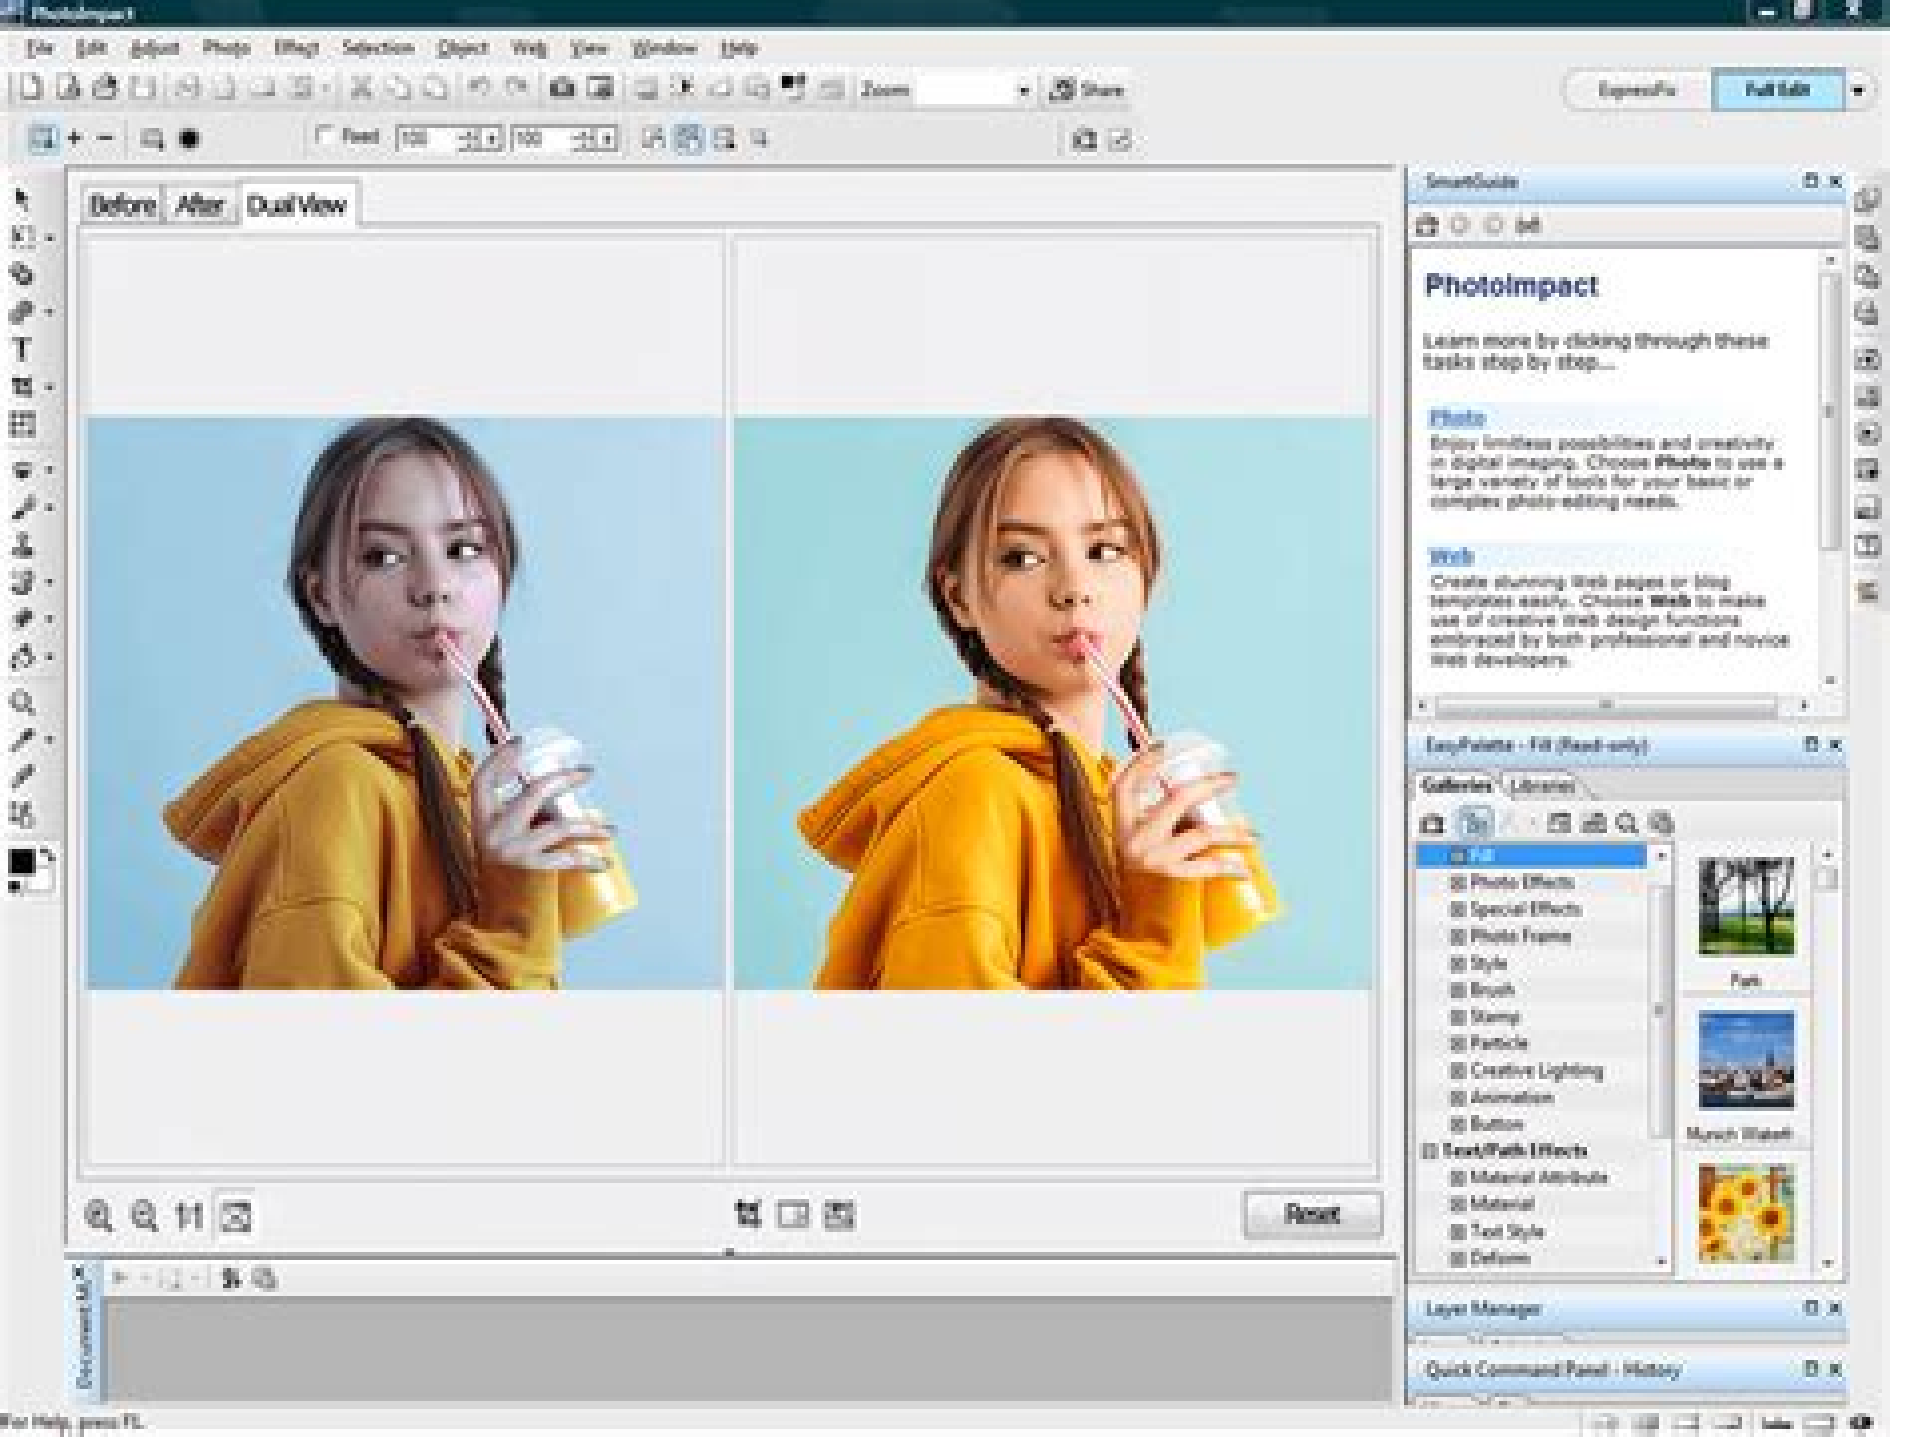 PhotoImpact
File Edit Adjust Photo Effect Selection Object Web View Window Help
Zoom Share
ExpressFix Full Edit
Fixed 100 100
Before After Dual View
SmartGuide
PhotoImpact
Learn more by clicking through these
tasks step by step...
Photo
Enjoy limitless possibilities and creativity
in digital imaging. Choose Photo to use a
large variety of tools for your basic or
complex photo-editing needs.
Web
Create stunning Web pages or blog
templates easily. Choose Web to make
use of creative Web design functions
embraced by both professional and novice
Web developers.
EasyPalette - Fill (Read-only)
Galleries Libraries
Fill
Photo Effects
Special Effects
Photo Frame
Style
Brush
Stamp
Particle
Creative Lighting
Animation
Button
Text/Path Effects
Material Attribute
Material
Text Style
Deform
Park
Munich
Reset
Document
Layer Manager
Quick Command Panel - History
For Help, press F1.